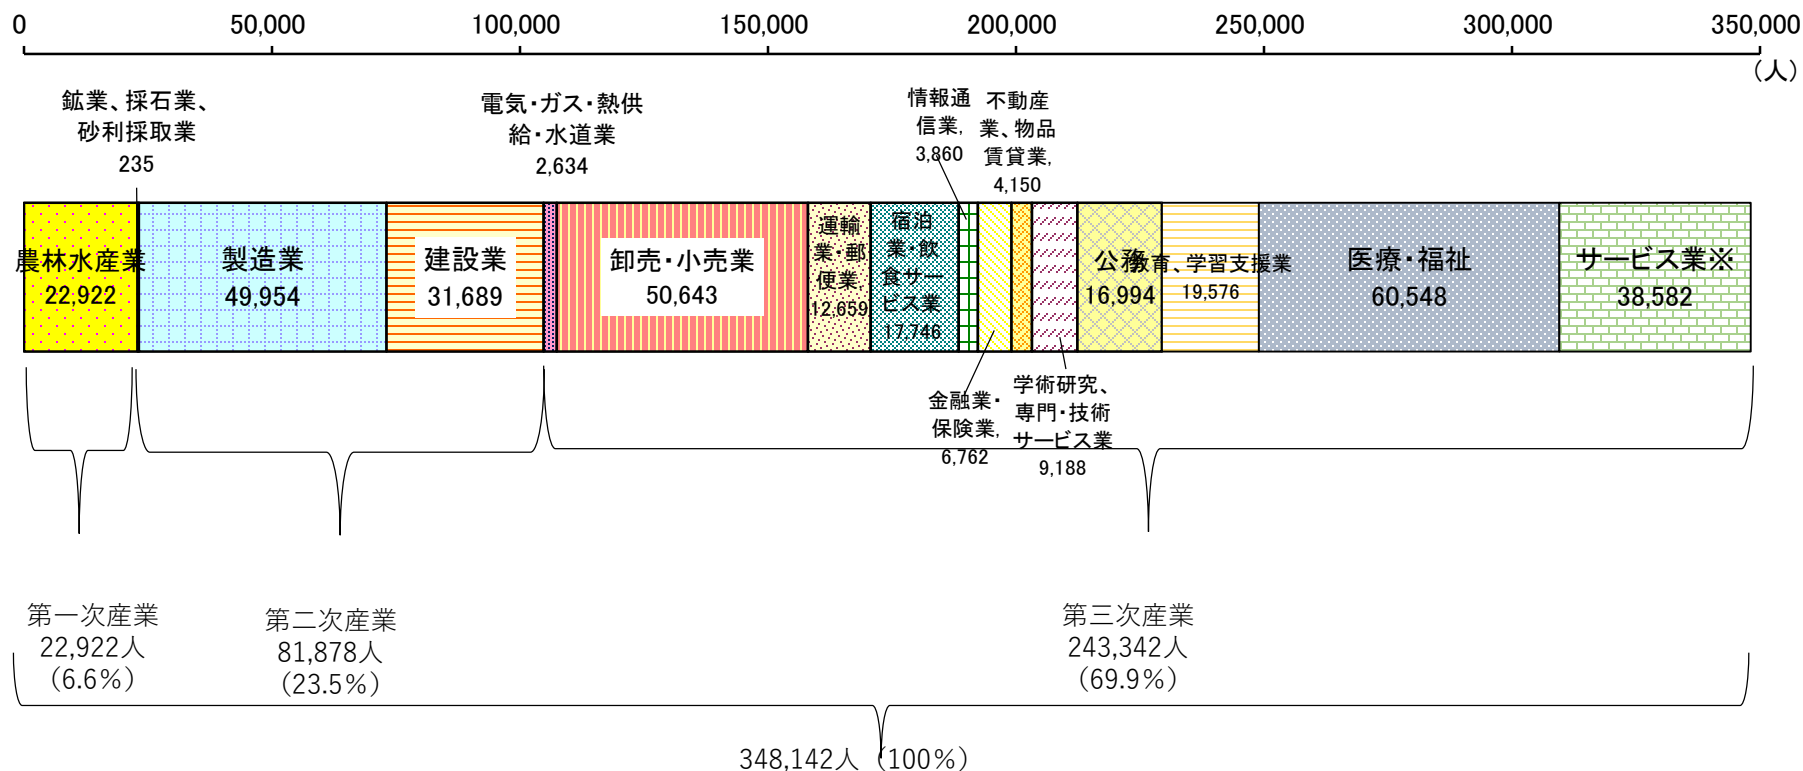 0 50,000 100,000 150,000 200,000 250,000 300,000 350,000
（人）
鉱業、採石業、
砂利採取業
235
電気・ガス・熱供
給・水道業
2,634
情報通
信業,
3,860
不動産
業、物品
賃貸業,
4,150
農林水産業
22,922
製造業
49,954
建設業
31,689
卸売・小売業
50,643
運輸
業・郵
便業
12,659
宿泊
業・飲
食サー
ビス業
17,746
公務
16,994
教育、学習支援業
19,576
医療・福祉
60,548
サービス業※
38,582
金融業・
保険業,
6,762
学術研究、
専門・技術
サービス業
9,188
第一次産業
22,922人
（6.6％）
第二次産業
81,878人
（23.5％）
第三次産業
243,342人
（69.9％）
348,142人（100％）